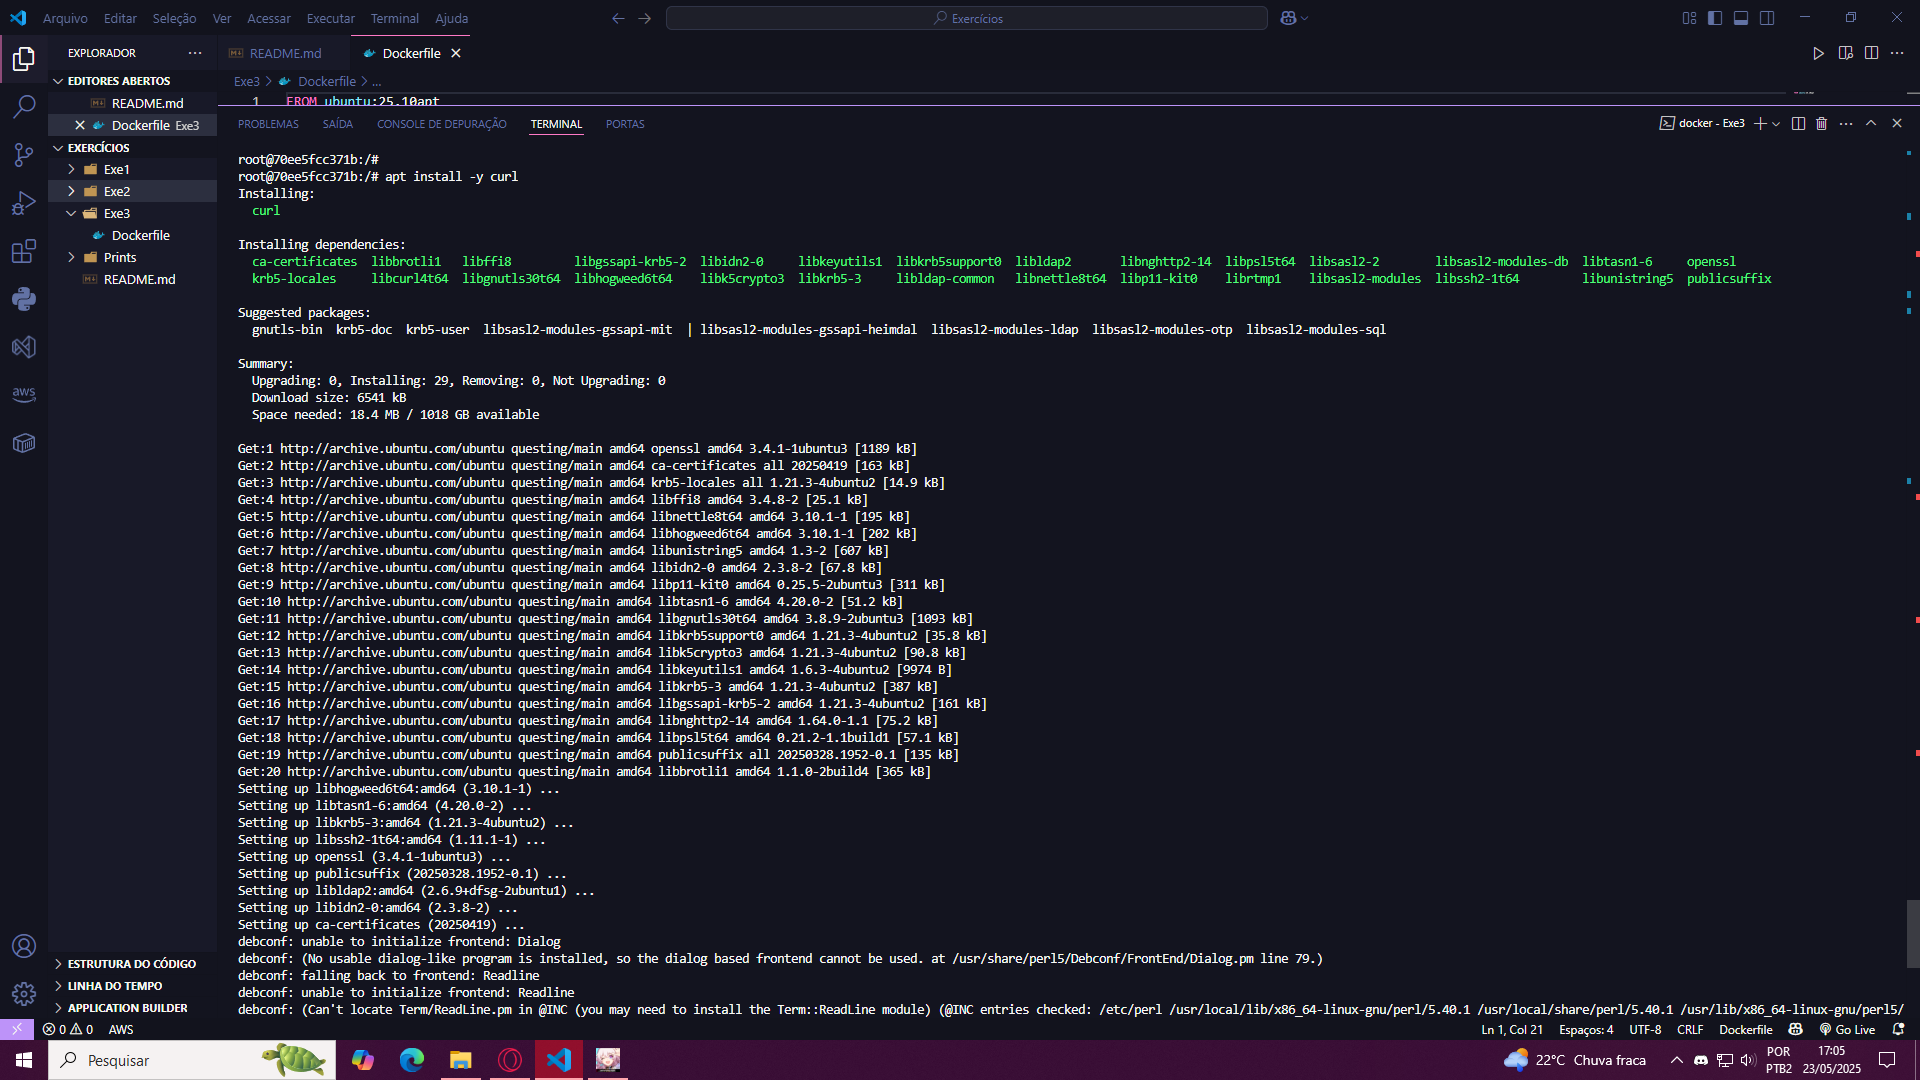 Arquivo Editar Seleção Ver Acessar Executar Terminal Ajuda
Exercícios
EXPLORADOR
README.md
Dockerfile
EDITORES ABERTOS
README.md
Dockerfile Exe3
EXERCÍCIOS
Exe1
Exe2
Exe3
Dockerfile
Prints
README.md
ESTRUTURA DO CÓDIGO
LINHA DO TEMPO
APPLICATION BUILDER
aws
Exe3 > Dockerfile > ...
1 FROM ubuntu:25.10apt
PROBLEMAS SAÍDA CONSOLE DE DEPURAÇÃO TERMINAL PORTAS
docker - Exe3
root@70ee5fcc371b:/#
root@70ee5fcc371b:/# apt install -y curl
Installing:
curl
Installing dependencies:
ca-certificates libbrotli1 libffi8 libgssapi-krb5-2 libidn2-0 libkeyutils1 libkrb5support0 libldap2 libnghttp2-14 libpsl5t64 libsasl2-2 libsasl2-modules-db libtasn1-6 openssl
krb5-locales libcurl4t64 libgnutls30t64 libhogweed6t64 libk5crypto3 libkrb5-3 libldap-common libnettle8t64 libp11-kit0 librtmp1 libsasl2-modules libssh2-1t64 libunistring5 publicsuffix
Suggested packages:
gnutls-bin krb5-doc krb5-user libsasl2-modules-gssapi-mit | libsasl2-modules-gssapi-heimdal libsasl2-modules-ldap libsasl2-modules-otp libsasl2-modules-sql
Summary:
Upgrading: 0, Installing: 29, Removing: 0, Not Upgrading: 0
Download size: 6541 kB
Space needed: 18.4 MB / 1018 GB available
Get:1 http://archive.ubuntu.com/ubuntu questing/main amd64 openssl amd64 3.4.1-1ubuntu3 [1189 kB]
Get:2 http://archive.ubuntu.com/ubuntu questing/main amd64 ca-certificates all 20250419 [163 kB]
Get:3 http://archive.ubuntu.com/ubuntu questing/main amd64 krb5-locales all 1.21.3-4ubuntu2 [14.9 kB]
Get:4 http://archive.ubuntu.com/ubuntu questing/main amd64 libffi8 amd64 3.4.8-2 [25.1 kB]
Get:5 http://archive.ubuntu.com/ubuntu questing/main amd64 libnettle8t64 amd64 3.10.1-1 [195 kB]
Get:6 http://archive.ubuntu.com/ubuntu questing/main amd64 libhogweed6t64 amd64 3.10.1-1 [202 kB]
Get:7 http://archive.ubuntu.com/ubuntu questing/main amd64 libunistring5 amd64 1.3-2 [607 kB]
Get:8 http://archive.ubuntu.com/ubuntu questing/main amd64 libidn2-0 amd64 2.3.8-2 [67.8 kB]
Get:9 http://archive.ubuntu.com/ubuntu questing/main amd64 libp11-kit0 amd64 0.25.5-2ubuntu3 [311 kB]
Get:10 http://archive.ubuntu.com/ubuntu questing/main amd64 libtasn1-6 amd64 4.20.0-2 [51.2 kB]
Get:11 http://archive.ubuntu.com/ubuntu questing/main amd64 libgnutls30t64 amd64 3.8.9-2ubuntu3 [1093 kB]
Get:12 http://archive.ubuntu.com/ubuntu questing/main amd64 libkrb5support0 amd64 1.21.3-4ubuntu2 [35.8 kB]
Get:13 http://archive.ubuntu.com/ubuntu questing/main amd64 libk5crypto3 amd64 1.21.3-4ubuntu2 [90.8 kB]
Get:14 http://archive.ubuntu.com/ubuntu questing/main amd64 libkeyutils1 amd64 1.6.3-4ubuntu2 [9974 B]
Get:15 http://archive.ubuntu.com/ubuntu questing/main amd64 libkrb5-3 amd64 1.21.3-4ubuntu2 [387 kB]
Get:16 http://archive.ubuntu.com/ubuntu questing/main amd64 libgssapi-krb5-2 amd64 1.21.3-4ubuntu2 [161 kB]
Get:17 http://archive.ubuntu.com/ubuntu questing/main amd64 libnghttp2-14 amd64 1.64.0-1.1 [75.2 kB]
Get:18 http://archive.ubuntu.com/ubuntu questing/main amd64 libpsl5t64 amd64 0.21.2-1.1build1 [57.1 kB]
Get:19 http://archive.ubuntu.com/ubuntu questing/main amd64 publicsuffix all 20250328.1952-0.1 [135 kB]
Get:20 http://archive.ubuntu.com/ubuntu questing/main amd64 libbrotli1 amd64 1.1.0-2build4 [365 kB]
Setting up libhogweed6t64:amd64 (3.10.1-1) ...
Setting up libtasn1-6:amd64 (4.20.0-2) ...
Setting up libkrb5-3:amd64 (1.21.3-4ubuntu2) ...
Setting up libssh2-1t64:amd64 (1.11.1-1) ...
Setting up openssl (3.4.1-1ubuntu3) ...
Setting up publicsuffix (20250328.1952-0.1) ...
Setting up libldap2:amd64 (2.6.9+dfsg-2ubuntu1) ...
Setting up libidn2-0:amd64 (2.3.8-2) ...
Setting up ca-certificates (20250419) ...
debconf: unable to initialize frontend: Dialog
debconf: (No usable dialog-like program is installed, so the dialog based frontend cannot be used. at /usr/share/perl5/Debconf/FrontEnd/Dialog.pm line 79.)
debconf: falling back to frontend: Readline
debconf: unable to initialize frontend: Readline
debconf: (Can't locate Term/ReadLine.pm in @INC (you may need to install the Term::ReadLine module) (@INC entries checked: /etc/perl /usr/local/lib/x86_64-linux-gnu/perl/5.40.1 /usr/local/share/perl/5.40.1 /usr/lib/x86_64-linux-gnu/perl5/
0 0 AWS
Ln 1, Col 21 Espaços: 4 UTF-8 CRLF Dockerfile Go Live
Pesquisar
22°C Chuva fraca
POR
PTB2
17:05
23/05/2025